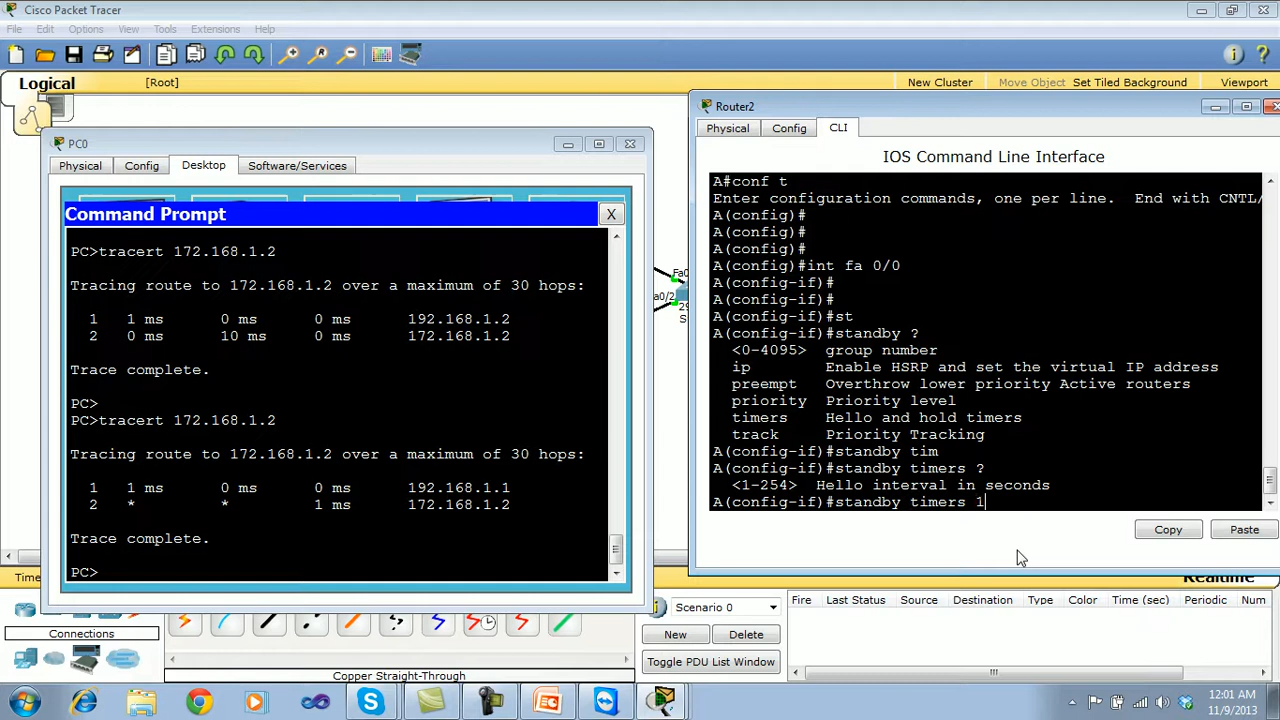 Cisco Packet Tracer
File Edit Options View Tools Extensions Help
Logical [Root] New Cluster Move Object Set Tiled Background Viewport
PC0
Physical Config Desktop Software/Services
Command Prompt X
PC>tracert 172.168.1.2
Tracing route to 172.168.1.2 over a maximum of 30 hops:
1 1 ms 0 ms 0 ms 192.168.1.2
2 0 ms 10 ms 0 ms 172.168.1.2
Trace complete.
PC>
PC>tracert 172.168.1.2
Tracing route to 172.168.1.2 over a maximum of 30 hops:
1 1 ms 0 ms 0 ms 192.168.1.1
2 * * 1 ms 172.168.1.2
Trace complete.
PC>
Fa0
a0/2
29
S
Router2
Physical Config CLI
IOS Command Line Interface
A#conf t
Enter configuration commands, one per line. End with CNTL/
A(config)#
A(config)#
A(config)#
A(config)#int fa 0/0
A(config-if)#
A(config-if)#
A(config-if)#st
A(config-if)#standby ?
<0-4095> group number
ip Enable HSRP and set the virtual IP address
preempt Overthrow lower priority Active routers
priority Priority level
timers Hello and hold timers
track Priority Tracking
A(config-if)#standby tim
A(config-if)#standby timers ?
<1-254> Hello interval in seconds
A(config-if)#standby timers 1
Copy Paste
Time
Realtime
Connections
Copper Straight-Through
Scenario 0
New Delete
Toggle PDU List Window
Fire Last Status Source Destination Type Color Time (sec) Periodic Num
12:01 AM
11/9/2013